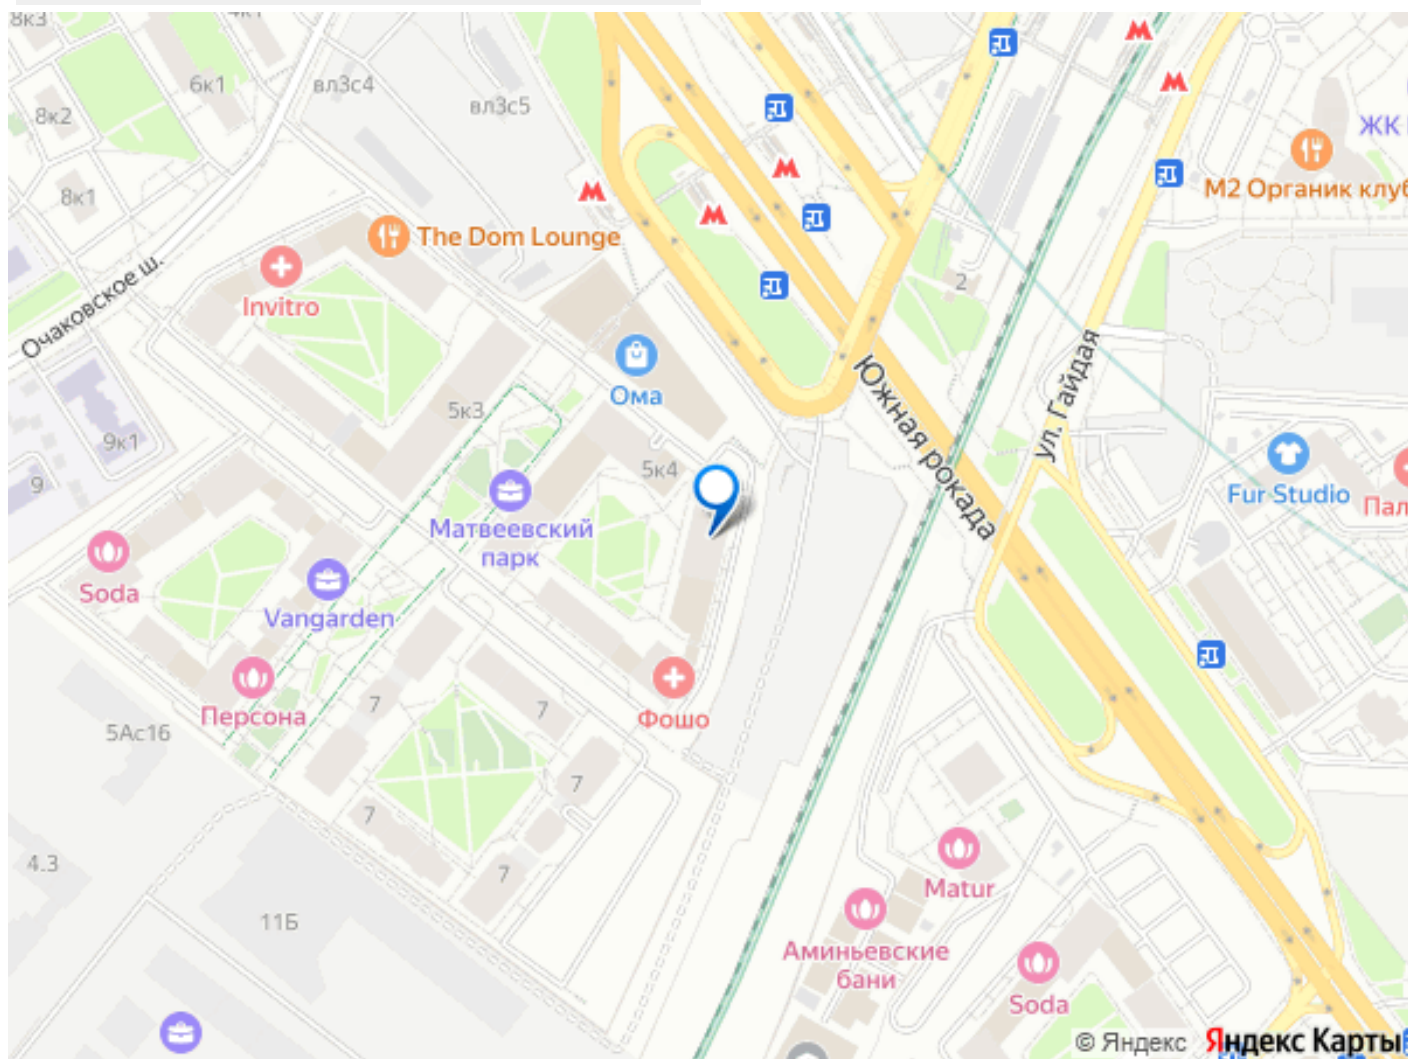 8к3
4к1
6к1
вл3с4
8к2
вл3с5
ЖК
8к1
М2 Органик клуб
The Dom Lounge
2
Invitro
Очаковское ш.
Ома
Южная рокада
ул. Гайдая
5к3
9к1
5к4
9
Fur Studio
Матвеевский
парк
Пал
Soda
Vangarden
Персона
Фошо
5Ас16
7
7
7
7
7
4.3
Matur
11Б
Аминьевские
бани
Soda
© Яндекс Яндекс Карты